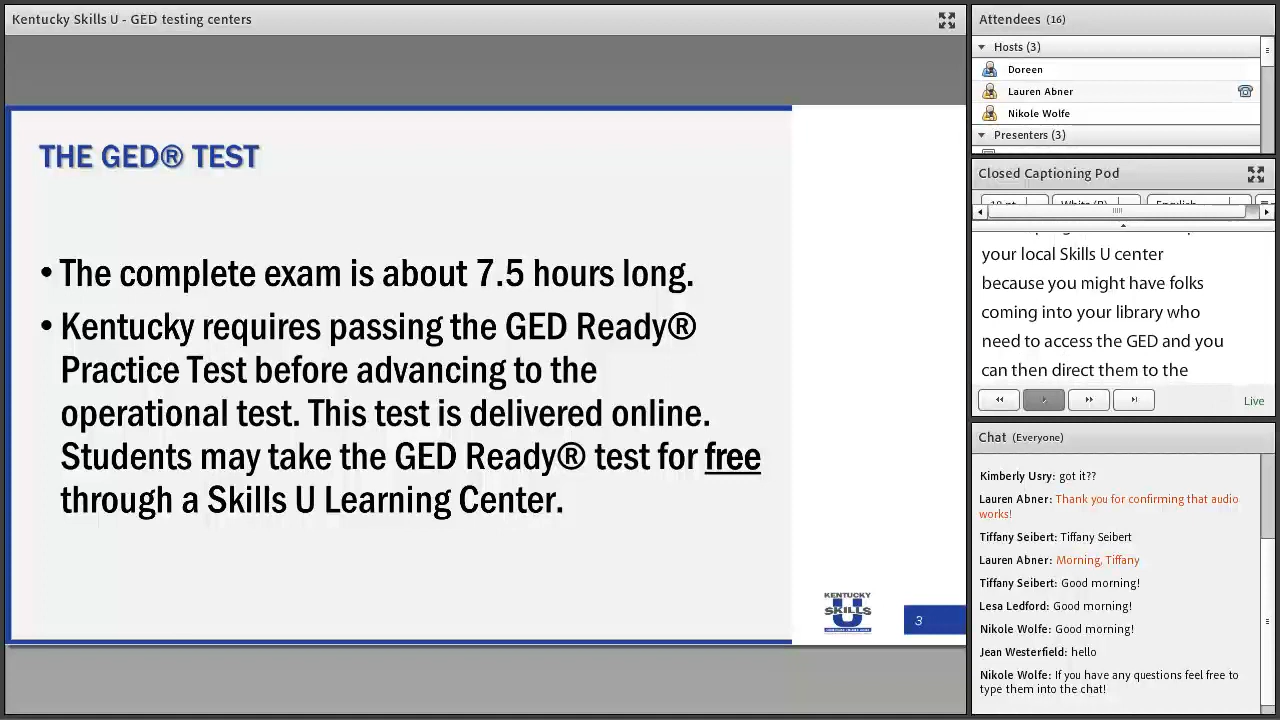 Kentucky Skills U - GED testing centers
THE GED® TEST
• The complete exam is about 7.5 hours long.
• Kentucky requires passing the GED Ready®
Practice Test before advancing to the
operational test. This test is delivered online.
Students may take the GED Ready® test for free
through a Skills U Learning Center.
KENTUCKY
SKILLS
U
3
Attendees (16)
Hosts (3)
Doreen
Lauren Abner
Nikole Wolfe
Presenters (3)
Closed Captioning Pod
your local Skills U center
because you might have folks
coming into your library who
need to access the GED and you
can then direct them to the
Live
Chat (Everyone)
Kimberly Usry: got it??
Lauren Abner: Thank you for confirming that audio
works!
Tiffany Seibert: Tiffany Seibert
Lauren Abner: Morning, Tiffany
Tiffany Seibert: Good morning!
Lesa Ledford: Good morning!
Nikole Wolfe: Good morning!
Jean Westerfield: hello
Nikole Wolfe: If you have any questions feel free to
type them into the chat!